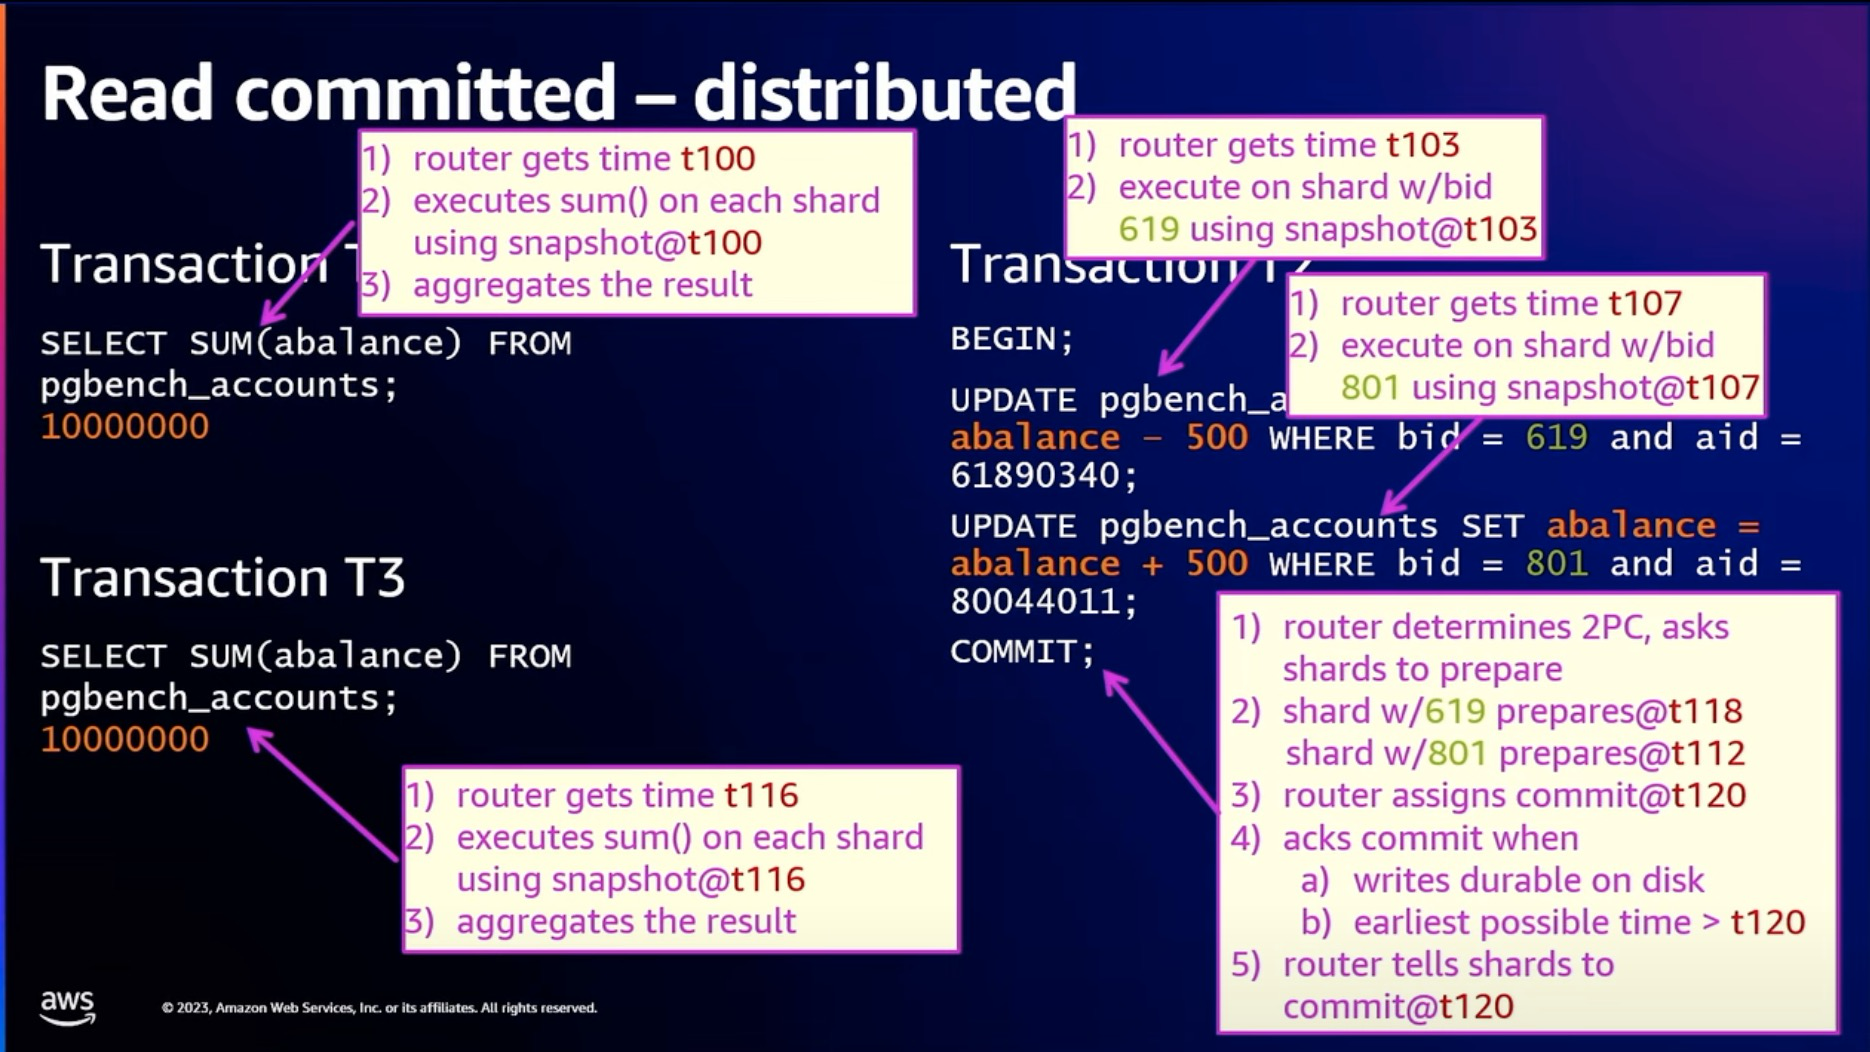 Read committed – distributed
1) router gets time t100
2) executes sum() on each shard
using snapshot@t100
3) aggregates the result
Transaction
SELECT SUM(abalance) FROM
pgbench_accounts;
10000000
Transaction T3
SELECT SUM(abalance) FROM
pgbench_accounts;
10000000
1) router gets time t116
2) executes sum() on each shard
using snapshot@t116
3) aggregates the result
1) router gets time t103
2) execute on shard w/bid
619 using snapshot@t103
Transaction T2
1) router gets time t107
2) execute on shard w/bid
801 using snapshot@t107
BEGIN;
UPDATE pgbench_a
abalance – 500 WHERE bid = 619 and aid =
61890340;
UPDATE pgbench_accounts SET abalance =
abalance + 500 WHERE bid = 801 and aid =
80044011;
COMMIT;
1) router determines 2PC, asks
shards to prepare
2) shard w/619 prepares@t118
shard w/801 prepares@t112
3) router assigns commit@t120
4) acks commit when
a) writes durable on disk
b) earliest possible time > t120
5) router tells shards to
commit@t120
aws
© 2023, Amazon Web Services, Inc. or its affiliates. All rights reserved.